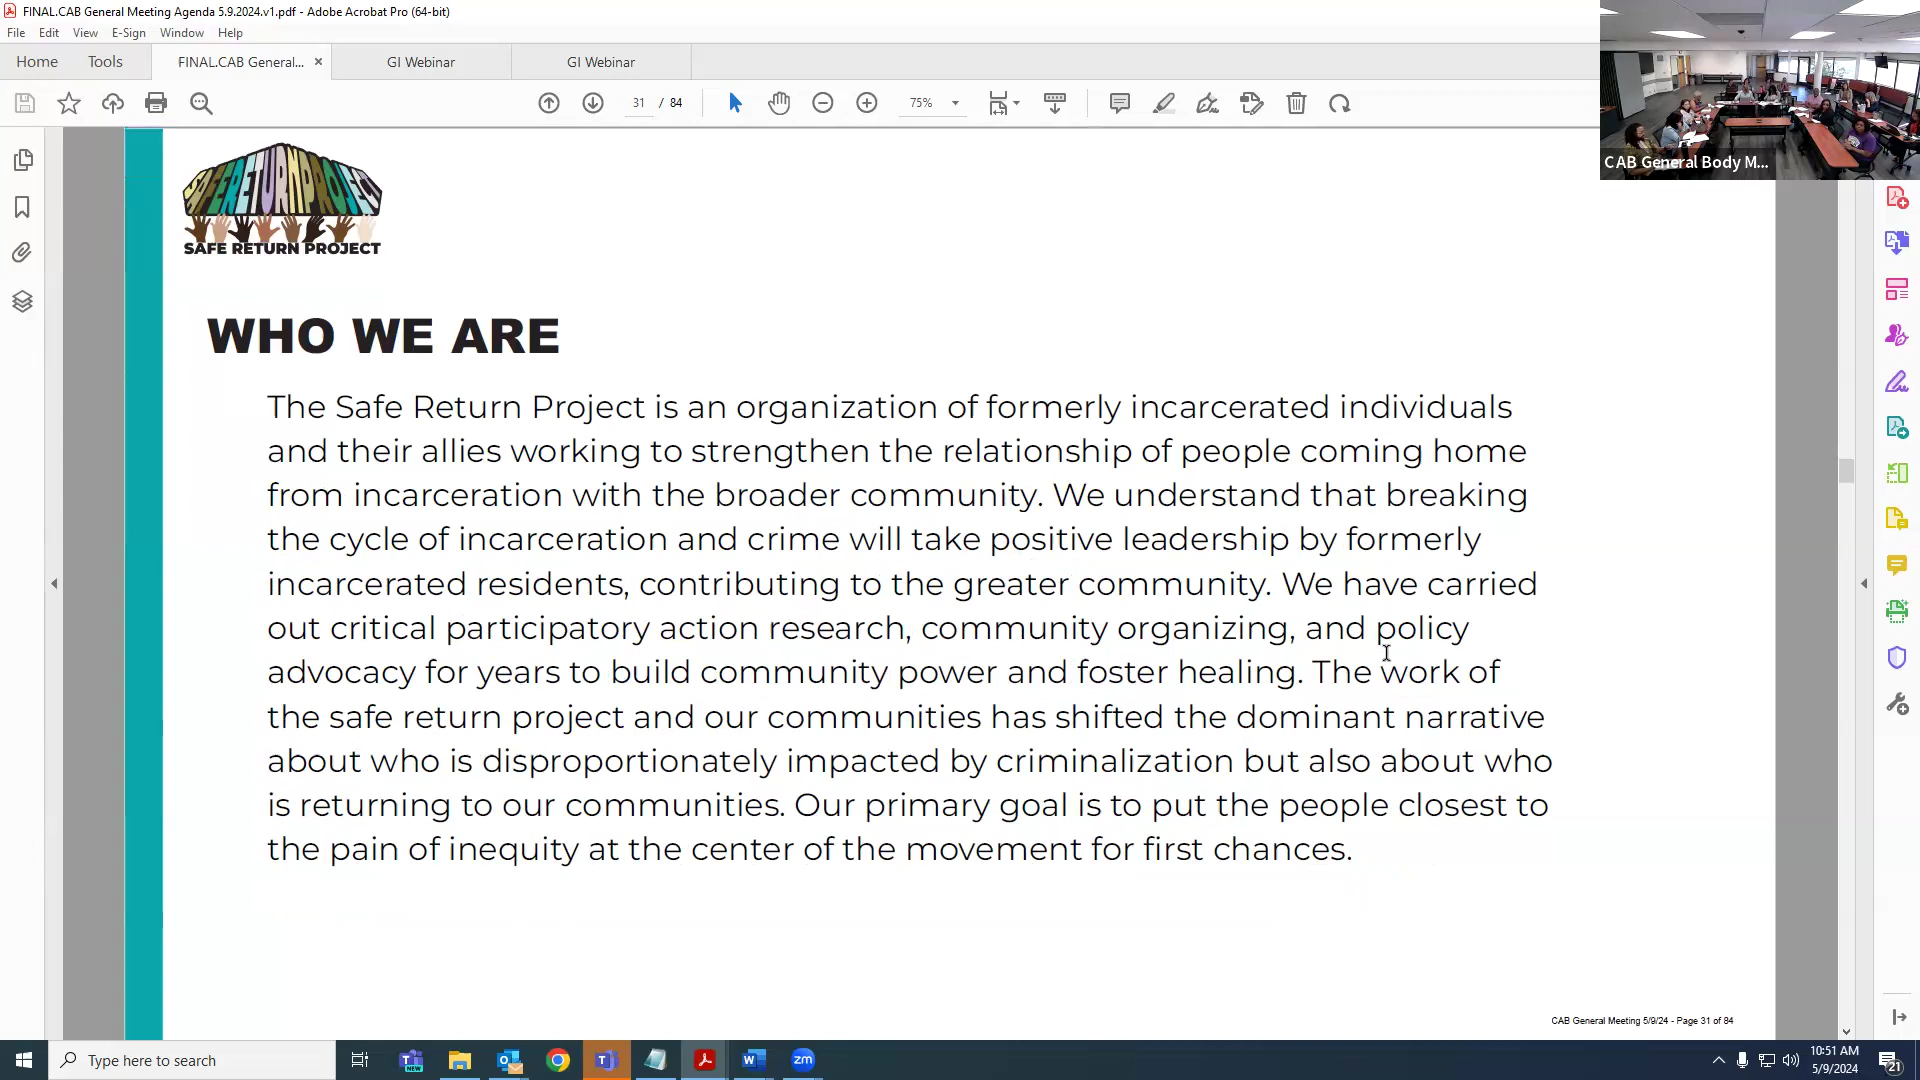 FINAL.CAB General Meeting Agenda 5.9.2024.v1.pdf - Adobe Acrobat Pro (64-bit)
File Edit View E-Sign Window Help
Home Tools FINAL.CAB General... × GI Webinar GI Webinar
31 / 84 75%
CAB General Body M...
SAFE RETURN PROJECT
SAFE RETURN PROJECT
WHO WE ARE
The Safe Return Project is an organization of formerly incarcerated individuals
and their allies working to strengthen the relationship of people coming home
from incarceration with the broader community. We understand that breaking
the cycle of incarceration and crime will take positive leadership by formerly
incarcerated residents, contributing to the greater community. We have carried
out critical participatory action research, community organizing, and policy
advocacy for years to build community power and foster healing. The work of
the safe return project and our communities has shifted the dominant narrative
about who is disproportionately impacted by criminalization but also about who
is returning to our communities. Our primary goal is to put the people closest to
the pain of inequity at the center of the movement for first chances.
CAB General Meeting 5/9/24 - Page 31 of 84
Type here to search
NEW
zm
10:51 AM
5/9/2024
21